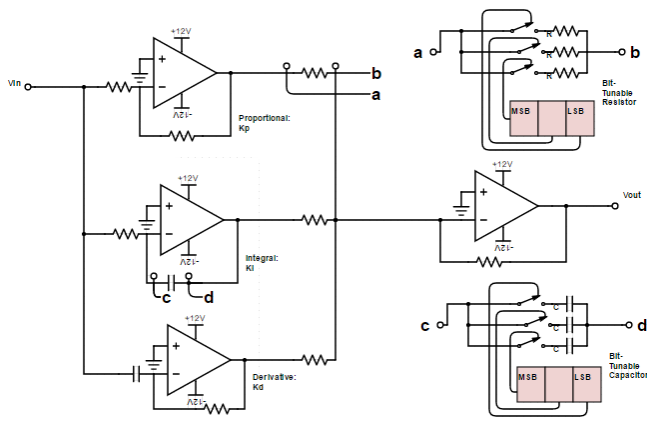 +12V
Vin
+
−
-12V
Proportional:
Kp
b
a
a
b
R
R
R
MSB
LSB
Bit-
Tunable
Resistor
+12V
+
−
-12V
Integral:
Ki
c
d
+12V
+
−
-12V
Vout
+12V
+
−
-12V
Derivative:
Kd
c
d
C
C
C
MSB
LSB
Bit-
Tunable
Capacitor